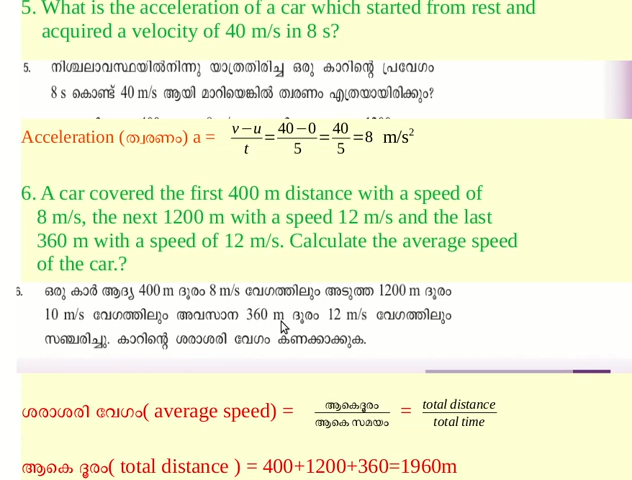 5. What is the acceleration of a car which started from rest and
acquired a velocity of 40 m/s in 8 s?
5. നിശ്ചലാവസ്ഥയിൽനിന്നു യാത്രതിരിച്ച ഒരു കാറിന്റെ പ്രവേഗം
8 s കൊണ്ട് 40 m/s ആയി മാറിയെങ്കിൽ ത്വരണം എത്രയായിരിക്കും?
Acceleration (ത്വരണം) a = v−u/t = 40−0/5 = 40/5 = 8 m/s²
6. A car covered the first 400 m distance with a speed of
8 m/s, the next 1200 m with a speed 12 m/s and the last
360 m with a speed of 12 m/s. Calculate the average speed
of the car.?
6. ഒരു കാർ ആദ്യ 400 m ദൂരം 8 m/s വേഗത്തിലും അടുത്ത 1200 m ദൂരം
10 m/s വേഗത്തിലും അവസാന 360 m ദൂരം 12 m/s വേഗത്തിലും
സഞ്ചരിച്ചു. കാറിന്റെ ശരാശരി വേഗം കണക്കാക്കുക.
ശരാശരി വേഗം( average speed) = ആകെദൂരം/ആകെ സമയം = total distance/total time
ആകെ ദൂരം( total distance ) = 400+1200+360=1960m